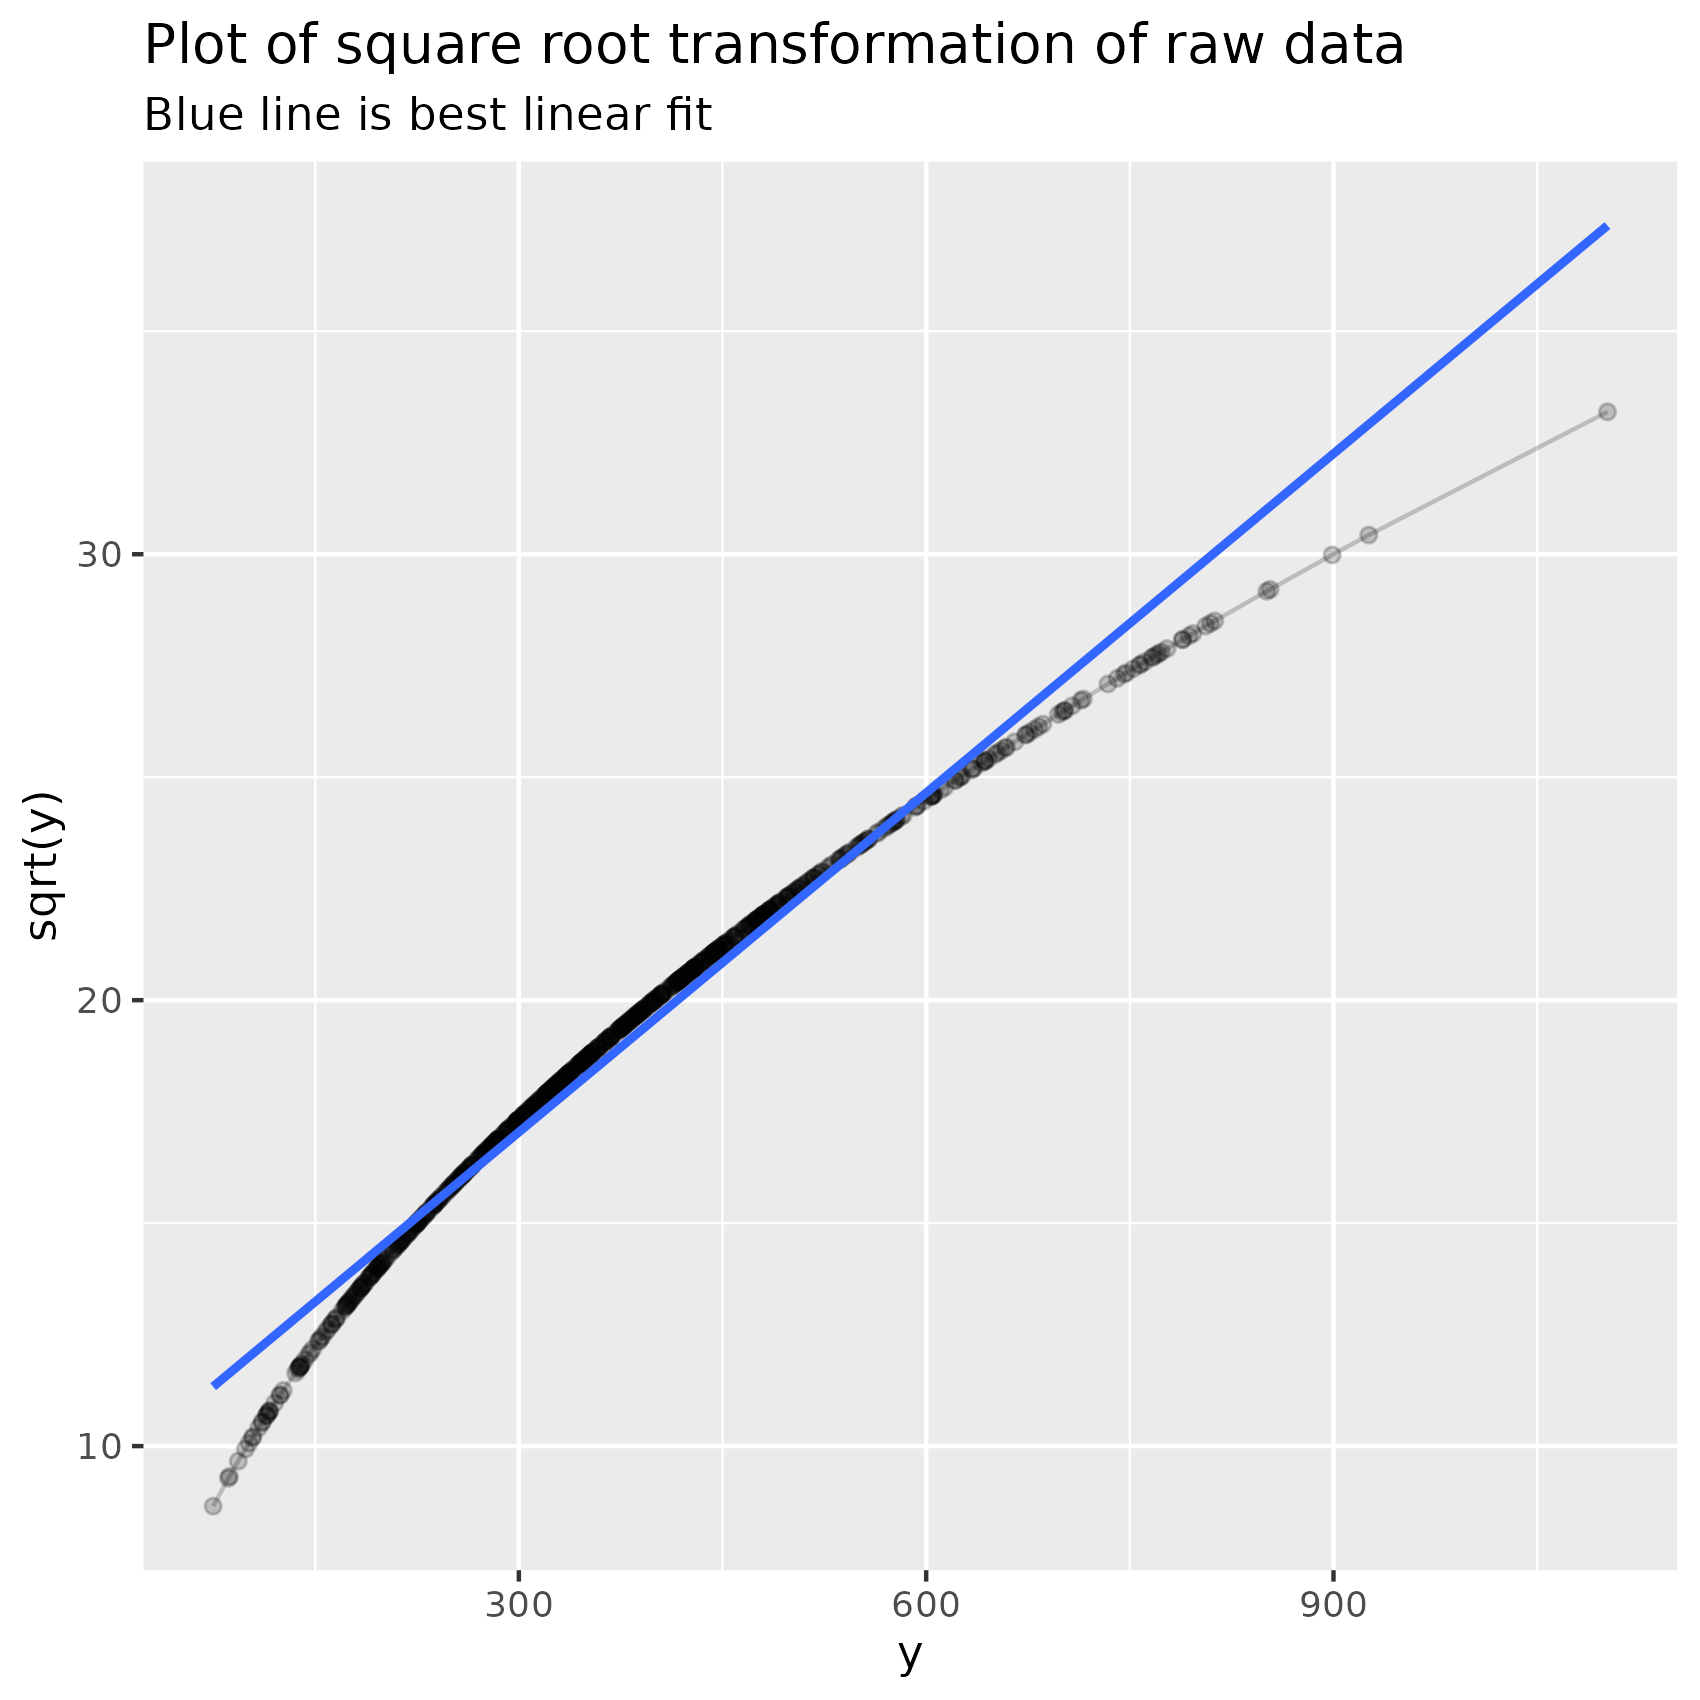 Plot of square root transformation of raw data
Blue line is best linear fit
sqrt(y)
30
20
10
300 600 900
y